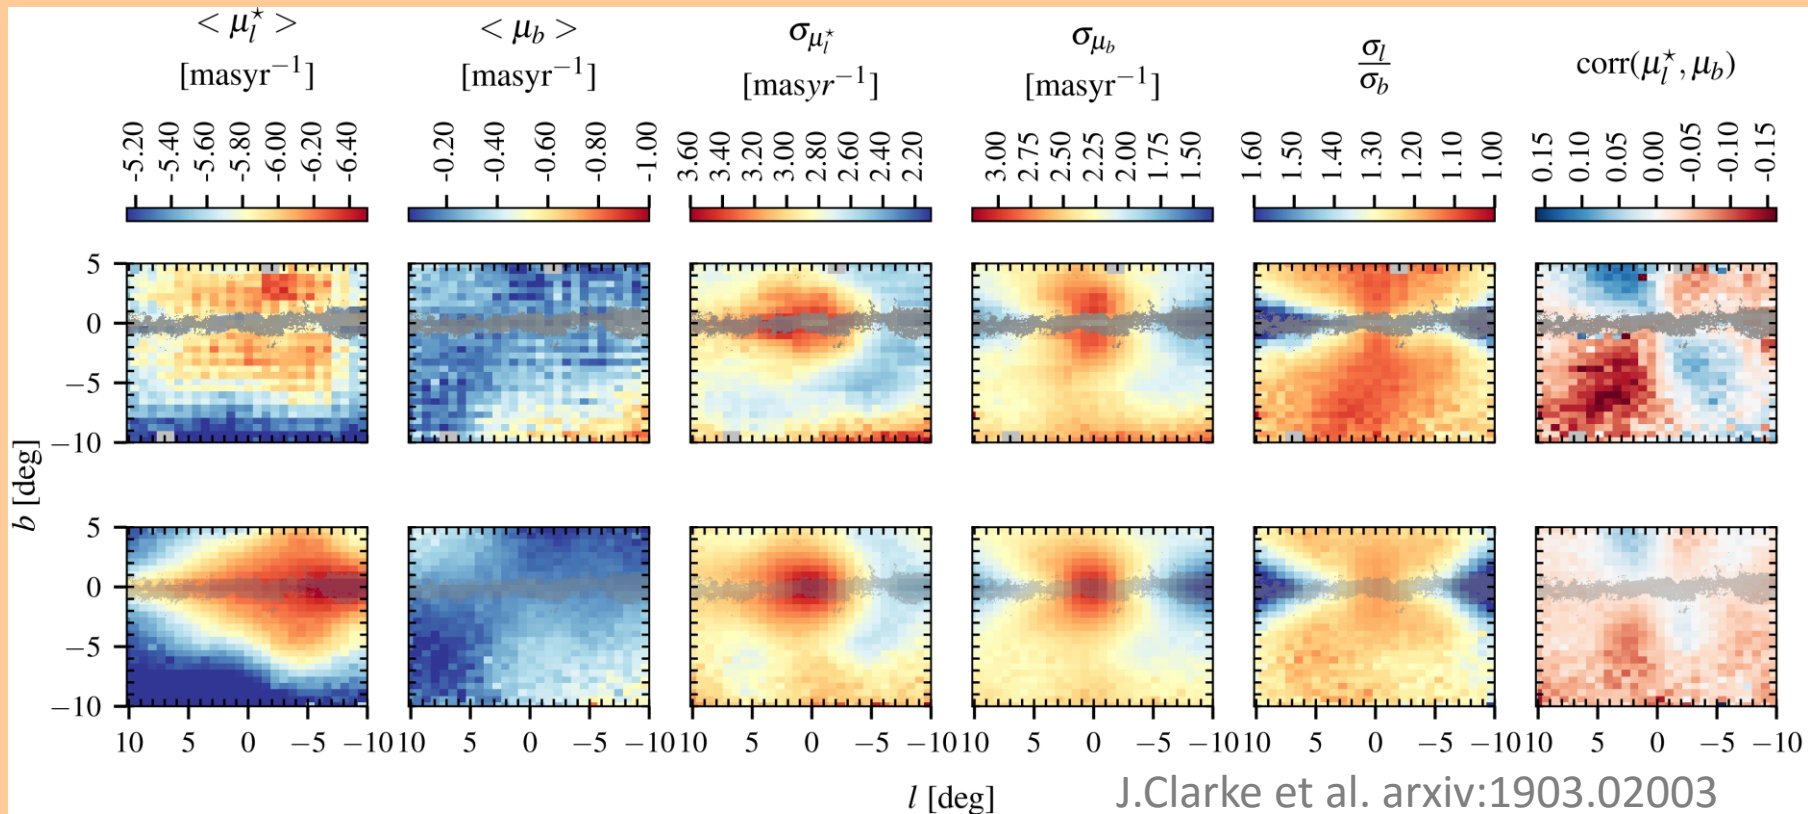 < μ_l^⋆ >
[masyr⁻¹]
< μ_b >
[masyr⁻¹]
σ_{μ_l^⋆}
[masyr⁻¹]
σ_{μ_b}
[masyr⁻¹]
σ_l/σ_b
corr(μ_l^⋆, μ_b)
-5.20 -5.40 -5.60 -5.80 -6.00 -6.20 -6.40
-0.20 -0.40 -0.60 -0.80 -1.00
3.60 3.40 3.20 3.00 2.80 2.60 2.40 2.20
3.00 2.75 2.50 2.25 2.00 1.75 1.50
1.60 1.50 1.40 1.30 1.20 1.10 1.00
0.15 0.10 0.05 0.00 -0.05 -0.10 -0.15
5
0
−5
−10
b [deg]
5
0
−5
−10
10 5 0 −5 −10
10 5 0 −5 −10
10 5 0 −5 −10
10 5 0 −5 −10
10 5 0 −5 −10
10 5 0 −5 −10
l [deg]
J.Clarke et al. arxiv:1903.02003